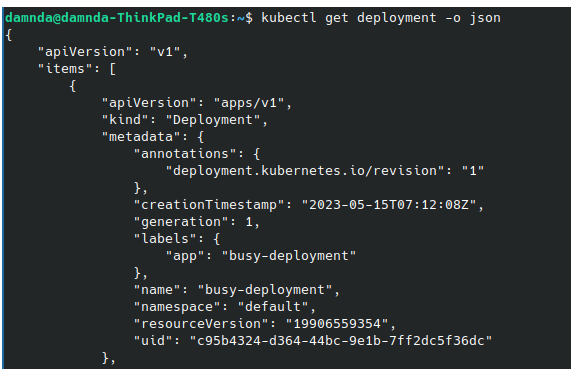 damnda@damnda-ThinkPad-T480s:~$ kubectl get deployment -o json
{
    "apiVersion": "v1",
    "items": [
        {
            "apiVersion": "apps/v1",
            "kind": "Deployment",
            "metadata": {
                "annotations": {
                    "deployment.kubernetes.io/revision": "1"
                },
                "creationTimestamp": "2023-05-15T07:12:08Z",
                "generation": 1,
                "labels": {
                    "app": "busy-deployment"
                },
                "name": "busy-deployment",
                "namespace": "default",
                "resourceVersion": "19906559354",
                "uid": "c95b4324-d364-44bc-9e1b-7ff2dc5f36dc"
            },